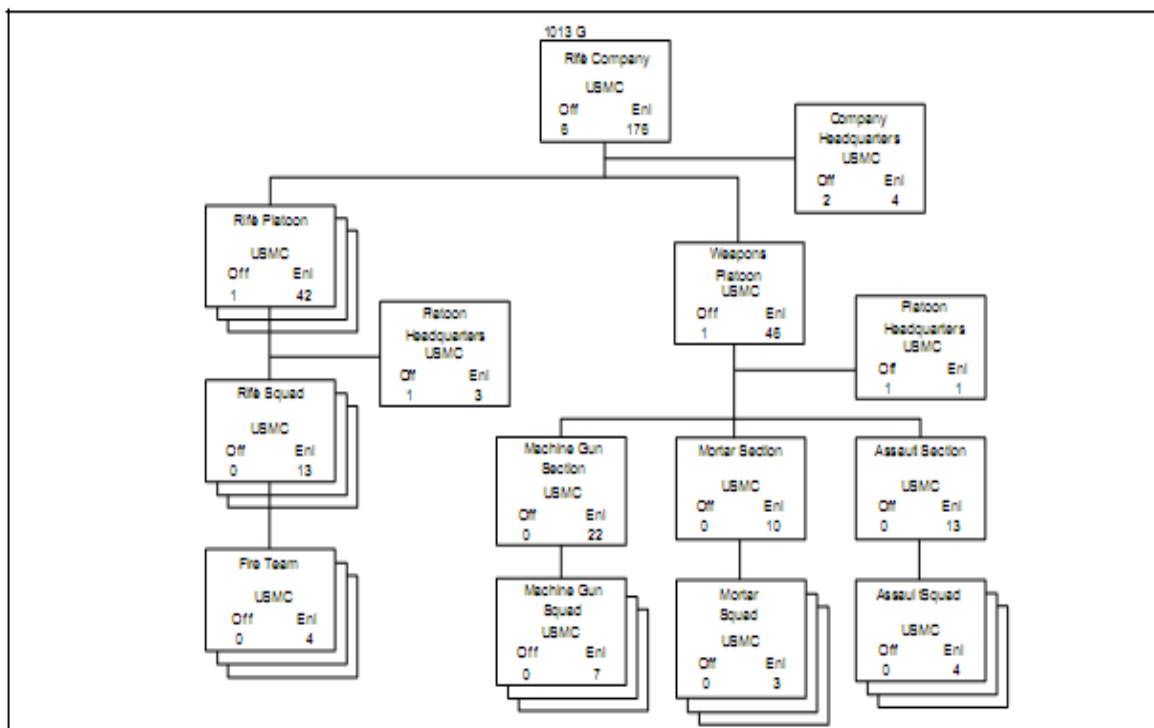 1013 G
Rifle Company
USMC
Off Enl
6 176
Company
Headquarters
USMC
Off Enl
2 4
Rifle Platoon
USMC
Off Enl
1 42
Weapons
Platoon
USMC
Off Enl
1 46
Platoon
Headquarters
USMC
Off Enl
1 3
Platoon
Headquarters
USMC
Off Enl
1 1
Rifle Squad
USMC
Off Enl
0 13
Machine Gun
Section
USMC
Off Enl
0 22
Mortar Section
USMC
Off Enl
0 10
Assaut Section
USMC
Off Enl
0 13
Fire Team
USMC
Off Enl
0 4
Machine Gun
Squad
USMC
Off Enl
0 7
Mortar
Squad
USMC
Off Enl
0 3
Assaut Squad
USMC
Off Enl
0 4